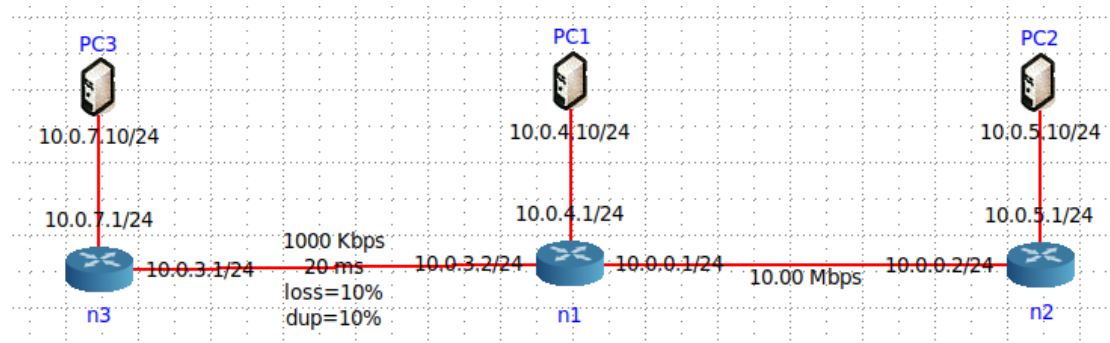 PC3
PC1
PC2
10.0.7.10/24
10.0.4.10/24
10.0.5.10/24
10.0.7.1/24
10.0.4.1/24
10.0.5.1/24
1000 Kbps
20 ms
loss=10%
dup=10%
10.0.3.1/24
10.0.3.2/24
10.0.0.1/24
10.00 Mbps
10.0.0.2/24
n3
n1
n2